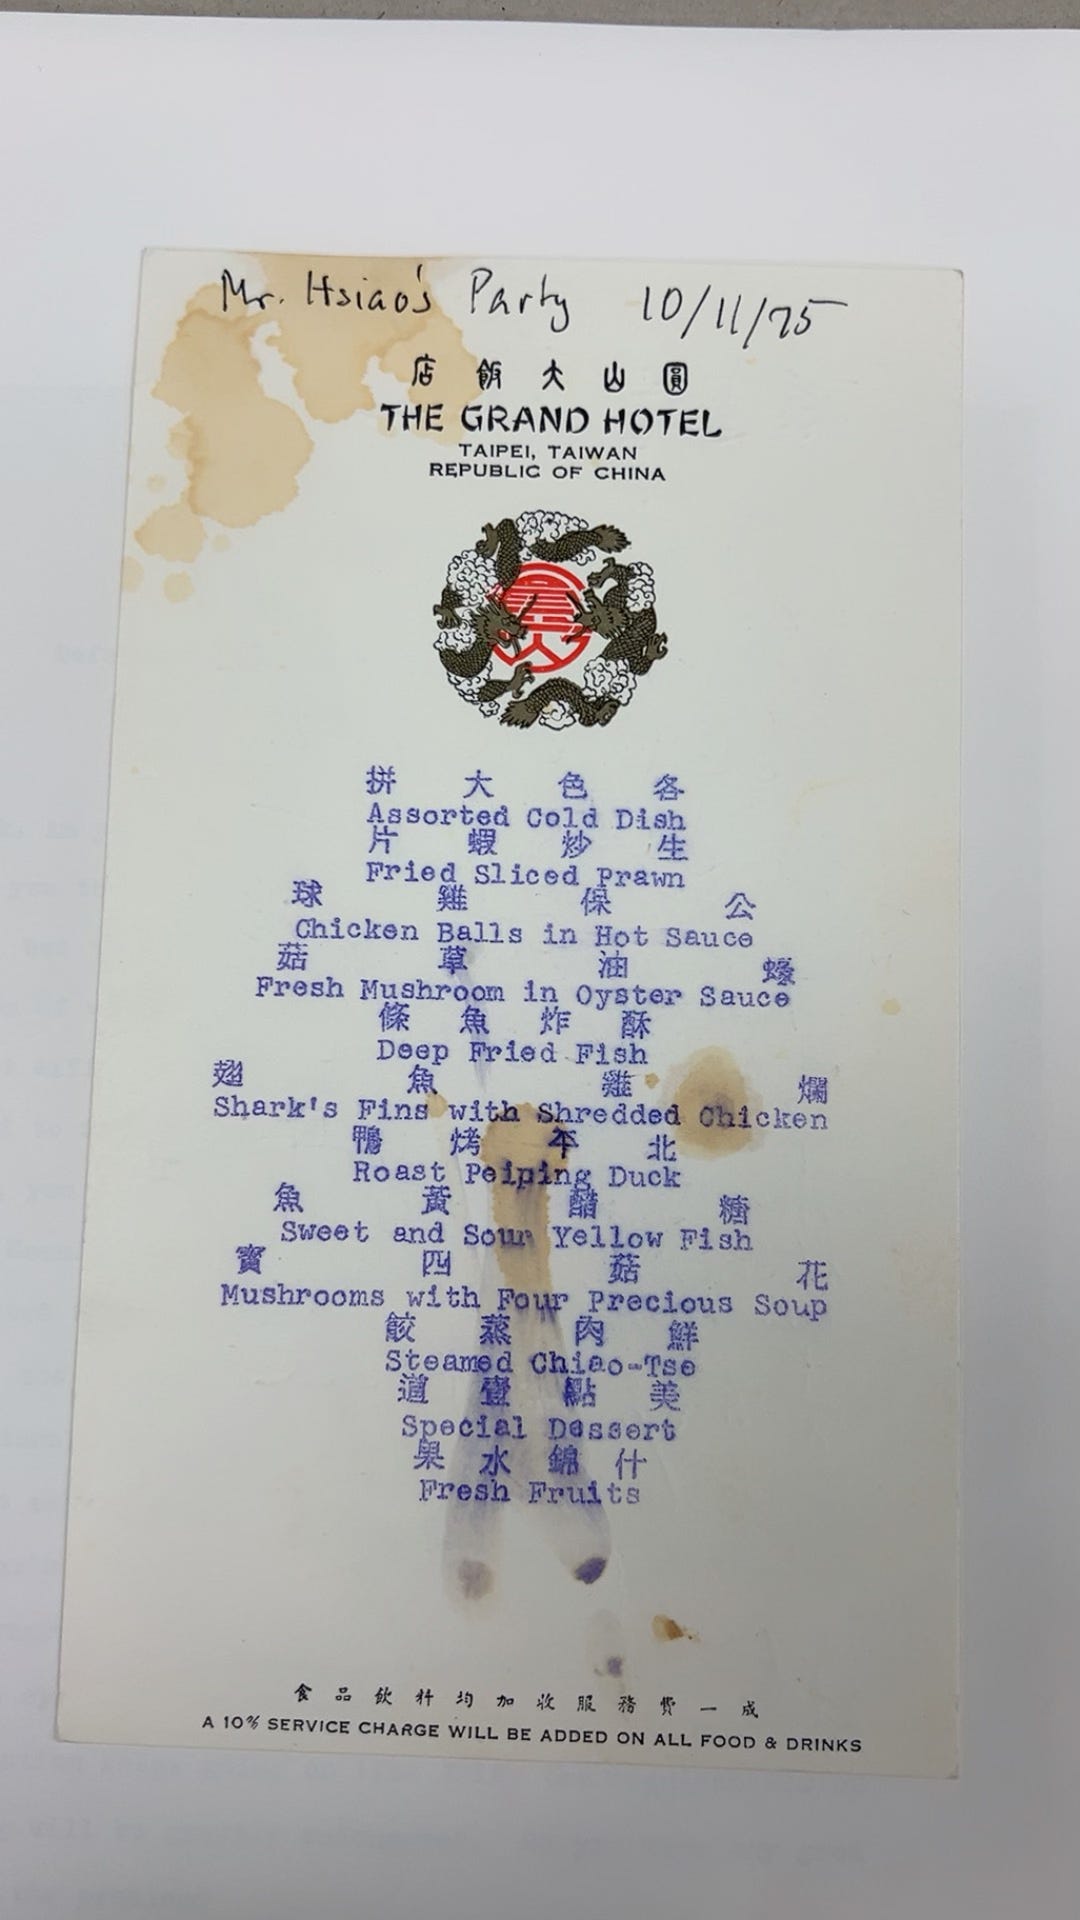 Mr. Hsiao's Party 10/11/75
圓山大飯店
THE GRAND HOTEL
TAIPEI, TAIWAN
REPUBLIC OF CHINA
各色大拼
Assorted Cold Dish
生炒蝦片
Fried Sliced Prawn
公保雞球
Chicken Balls in Hot Sauce
蠔油草菇
Fresh Mushroom in Oyster Sauce
酥炸魚條
Deep Fried Fish
爛雞魚翅
Shark's Fins with Shredded Chicken
北平烤鴨
Roast Peiping Duck
糖醋黃魚
Sweet and Sour Yellow Fish
花菇四寶
Mushrooms with Four Precious Soup
鮮肉蒸餃
Steamed Chiao-Tse
美點壹道
Special Dessert
什錦水果
Fresh Fruits
食品飲料均加收服務費一成
A 10% SERVICE CHARGE WILL BE ADDED ON ALL FOOD & DRINKS